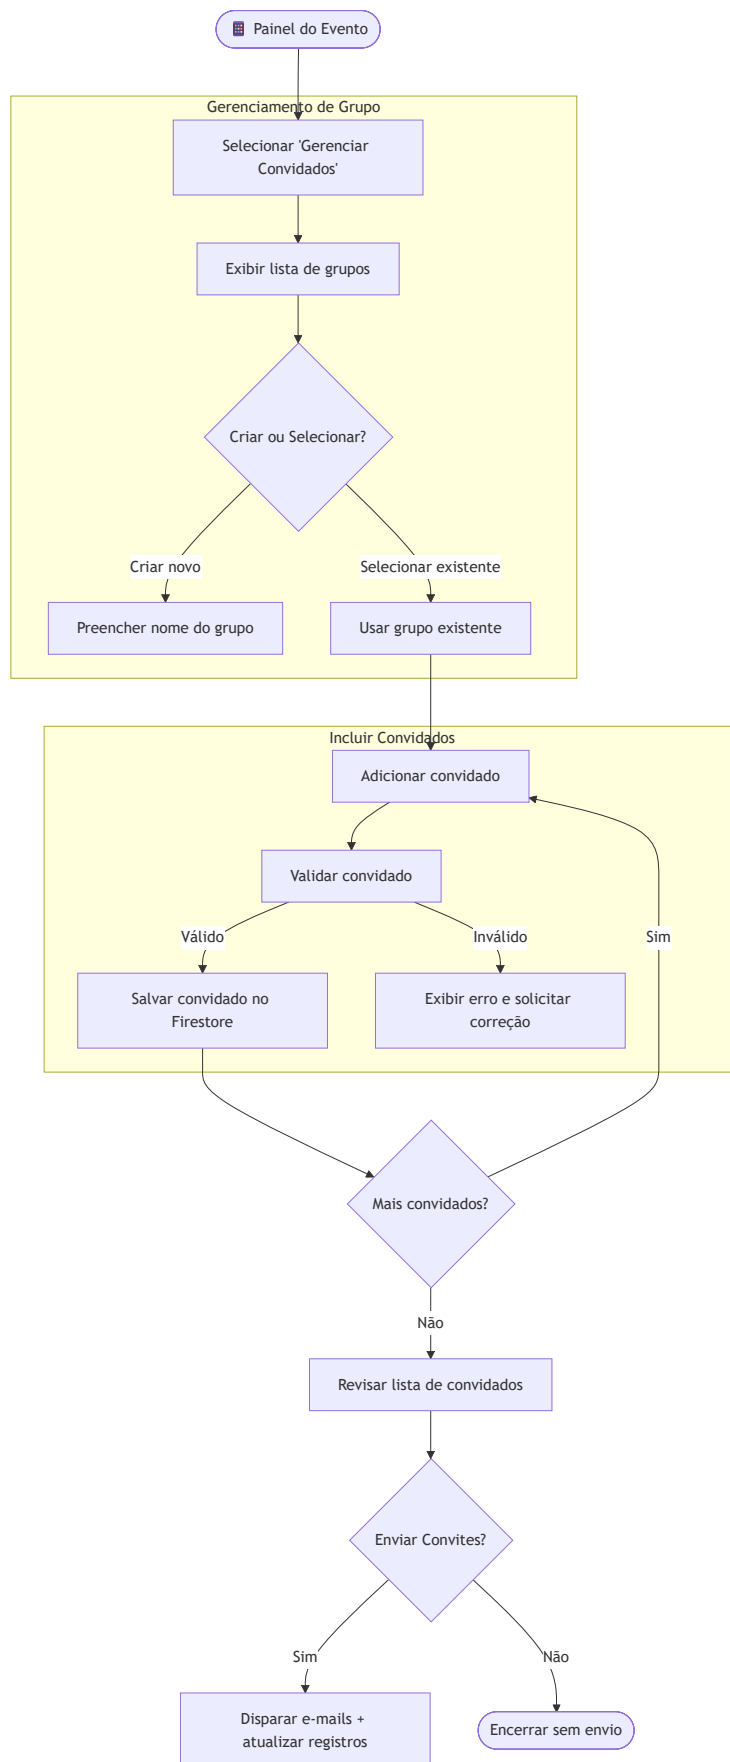 Painel do Evento
Gerenciamento de Grupo
Selecionar 'Gerenciar
Convidados'
Exibir lista de grupos
Criar ou Selecionar?
Criar novo
Selecionar existente
Preencher nome do grupo
Usar grupo existente
Incluir Convidados
Adicionar convidado
Validar convidado
Válido
Inválido
Sim
Salvar convidado no
Firestore
Exibir erro e solicitar
correção
Mais convidados?
Não
Revisar lista de convidados
Enviar Convites?
Sim
Não
Disparar e-mails +
atualizar registros
Encerrar sem envio